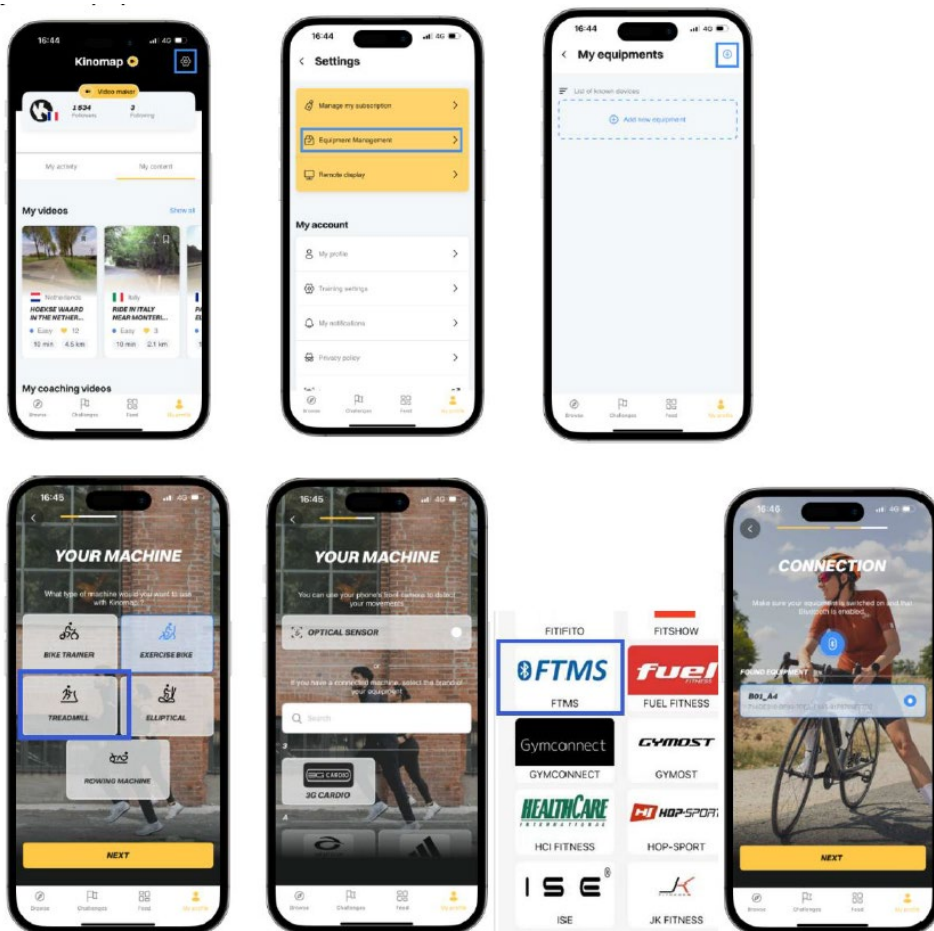 16:44
4G
Kinomap
Video maker
1 534
Followers
3
Following
My activity
My content
My videos
Show all
Netherlands
HOEKSE WAARD
IN THE NETHER...
Easy
12
10 min
4.5 km
Italy
RIDE IN ITALY
NEAR MONTERI...
Easy
3
10 min
2.1 km
My coaching videos
Browse
Challenges
Feed
My profile
16:44
4G
Settings
Manage my subscription
Equipment Management
Remote display
My account
My profile
Training settings
My notifications
Privacy policy
Browse
Challenges
Feed
My profile
16:44
4G
My equipments
List of known devices
Add new equipment
Browse
Challenges
Feed
My profile
16:45
4G
YOUR MACHINE
What type of machine would you want to use
with Kinomap?
BIKE TRAINER
EXERCISE BIKE
TREADMILL
ELLIPTICAL
ROWING MACHINE
NEXT
Browse
Challenges
Feed
My profile
16:45
4G
YOUR MACHINE
You can use your phone's front camera to detect
your movements.
OPTICAL SENSOR
or
If you have a connected machine, select the brand of
your equipment
Search
3
3G CARDIO
3G CARDIO
A
Browse
Challenges
Feed
My profile
FITIFITO
FITSHOW
FTMS
FTMS
fuel
FITNESS
FUEL FITNESS
Gymconnect
GYMCONNECT
GYMOST
GYMOST
HEALTHCARE
INTERNATIONAL
HCI FITNESS
HOP-SPORT
HOP-SPORT
ISE
ISE
JK
FITNESS
JK FITNESS
16:46
4G
CONNECTION
Make sure your equipment is switched on and that
Bluetooth is enabled.
FOUND EQUIPMENT
B01_A4
NEXT
Browse
Challenges
Feed
My profile